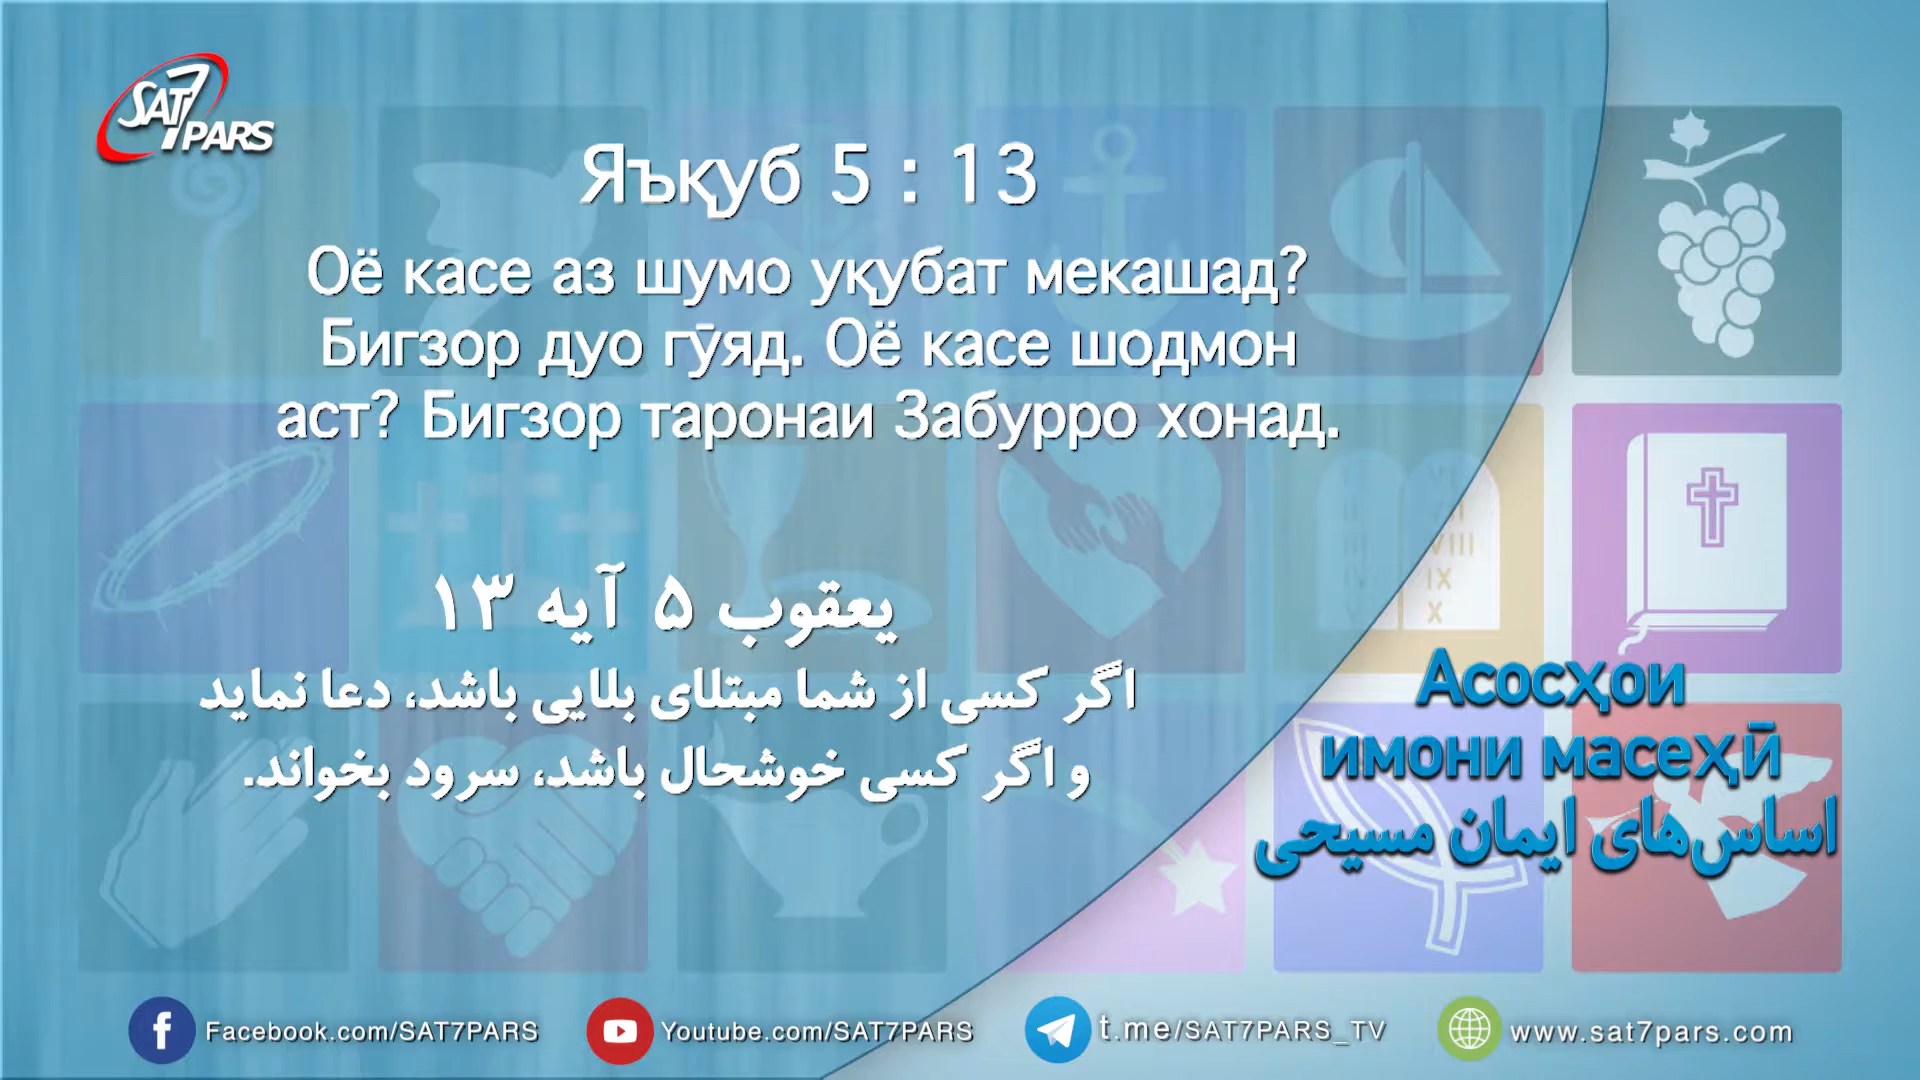 SAT7 PARS
Яъқуб 5 : 13
Оё касе аз шумо уқубат мекашад?
Бигзор дуо гӯяд. Оё касе шодмон
аст? Бигзор таронаи Забурро хонад.
یعقوب ۵ آیه ۱۳
اگر کسی از شما مبتلای بلایی باشد، دعا نماید
و اگر کسی خوشحال باشد، سرود بخواند.
VIII
IX
X
Асосҳои
имони масеҳӣ
اساس‌های ایمان مسیحی
Facebook.com/SAT7PARS
Youtube.com/SAT7PARS
t.me/SAT7PARS_TV
www.sat7pars.com